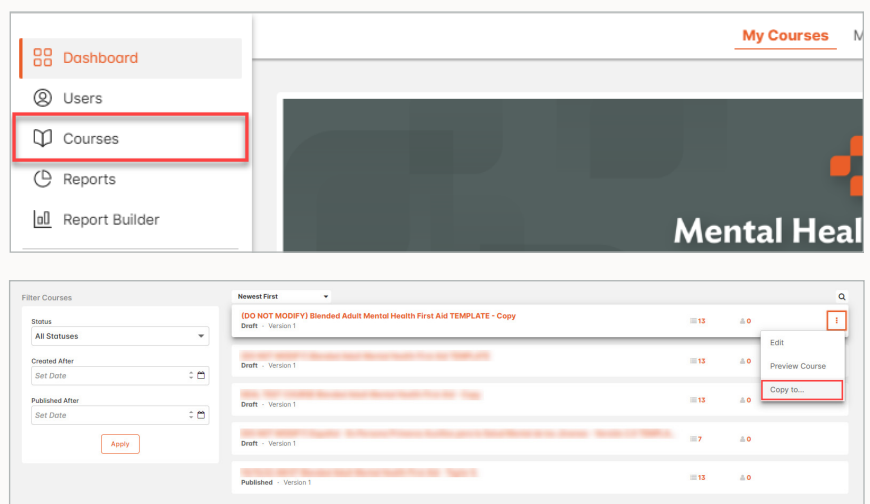 Dashboard
My Courses
Users
Courses
Reports
Report Builder
Mental Heal
Filter Courses
Newest First
Status
All Statuses
Created After
Set Date
Published After
Set Date
Apply
(DO NOT MODIFY) Blended Adult Mental Health First Aid TEMPLATE - Copy
Draft · Version 1
13 0
Edit
Preview Course
Copy to...
Draft · Version 1
13 0
Draft · Version 1
13 0
Draft · Version 1
7 0
Published · Version 1
13 0